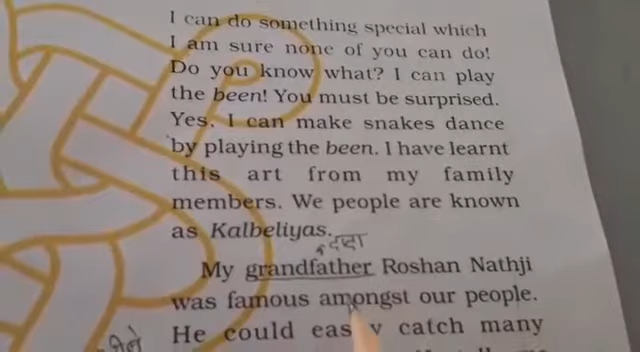 I can do something special which
I am sure none of you can do!
Do you know what? I can play
the been! You must be surprised.
Yes. I can make snakes dance
by playing the been. I have learnt
this art from my family
members. We people are known
as Kalbeliyas.
दादा
My grandfather Roshan Nathji
was famous amongst our people.
He could catch many